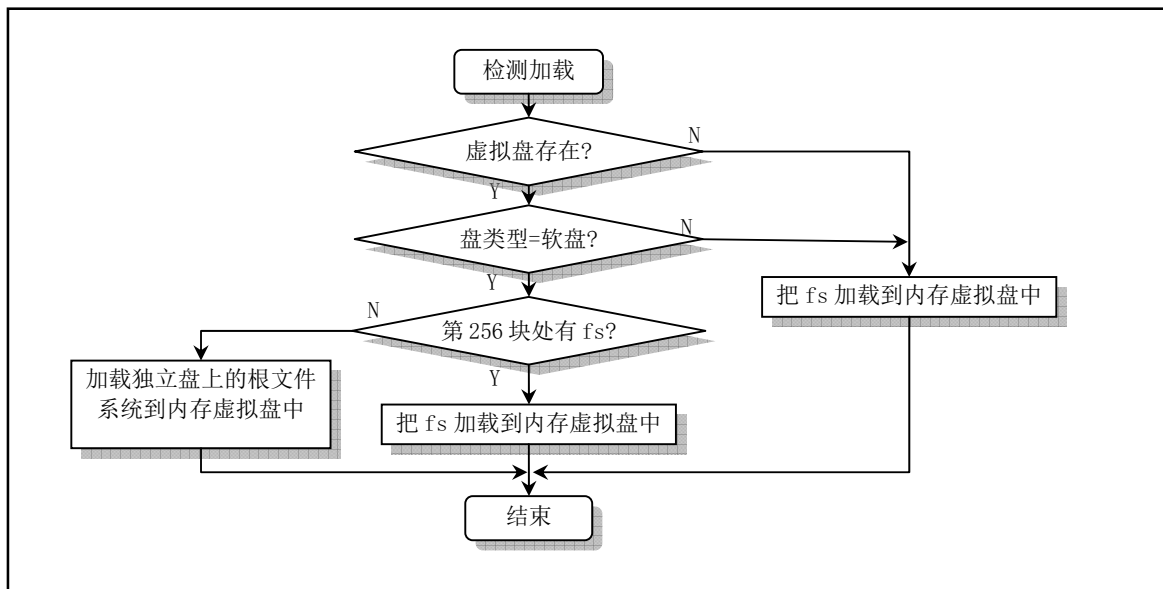 检测加载
N
虚拟盘存在?
Y
N
盘类型=软盘?
Y
把 fs 加载到内存虚拟盘中
N
第 256 块处有 fs?
Y
加载独立盘上的根文件
系统到内存虚拟盘中
把 fs 加载到内存虚拟盘中
结束